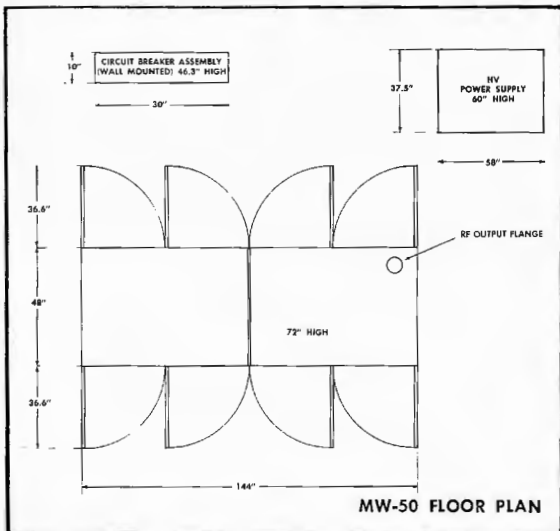 10"
CIRCUIT BREAKER ASSEMBLY
(WALL MOUNTED) 46.3" HIGH
30"
37.5"
HV
POWER SUPPLY
60" HIGH
58"
36.6"
RF OUTPUT FLANGE
48"
72" HIGH
36.6"
144"
MW-50 FLOOR PLAN